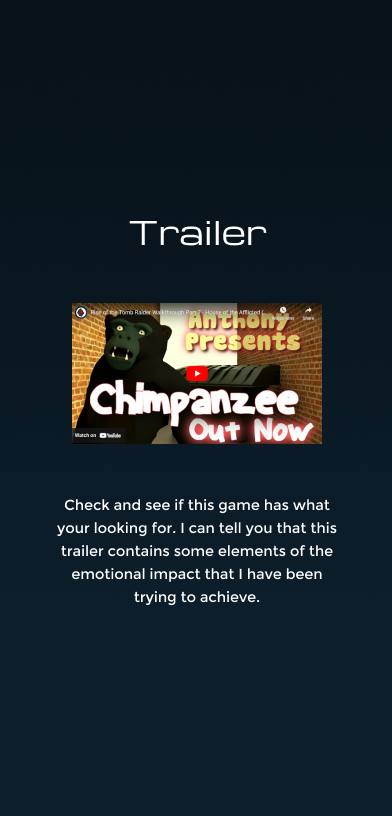 Trailer
Rise of the Tomb Raider Walkthrough Part 7 - House of the Afflicted (
Share
Anthony
Presents
Chimpanzee
Out Now
Watch on YouTube
Check and see if this game has what
your looking for. I can tell you that this
trailer contains some elements of the
emotional impact that I have been
trying to achieve.